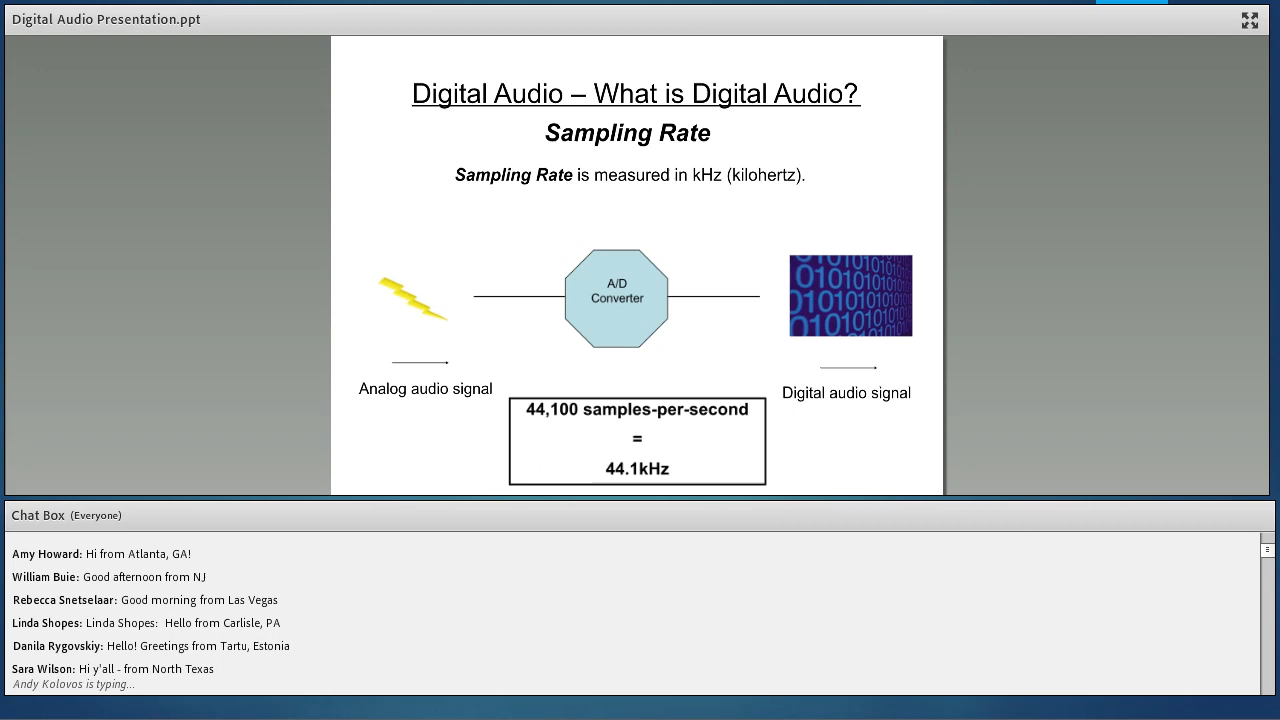 Digital Audio Presentation.ppt
Digital Audio – What is Digital Audio?
Sampling Rate
Sampling Rate is measured in kHz (kilohertz).
A/D
Converter
Analog audio signal
Digital audio signal
44,100 samples-per-second
=
44.1kHz
Chat Box (Everyone)
Amy Howard: Hi from Atlanta, GA!
William Buie: Good afternoon from NJ
Rebecca Snetselaar: Good morning from Las Vegas
Linda Shopes: Linda Shopes: Hello from Carlisle, PA
Danila Rygovskiy: Hello! Greetings from Tartu, Estonia
Sara Wilson: Hi y'all - from North Texas
Andy Kolovos is typing...